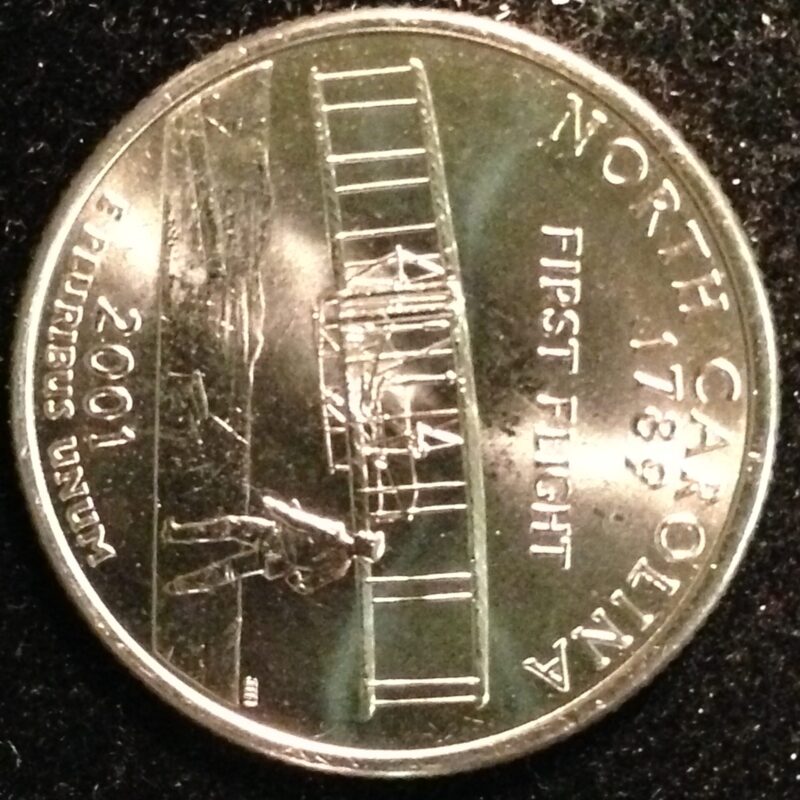 NORTH CAROLINA
1789
FIRST FLIGHT
2001
E PLURIBUS UNUM